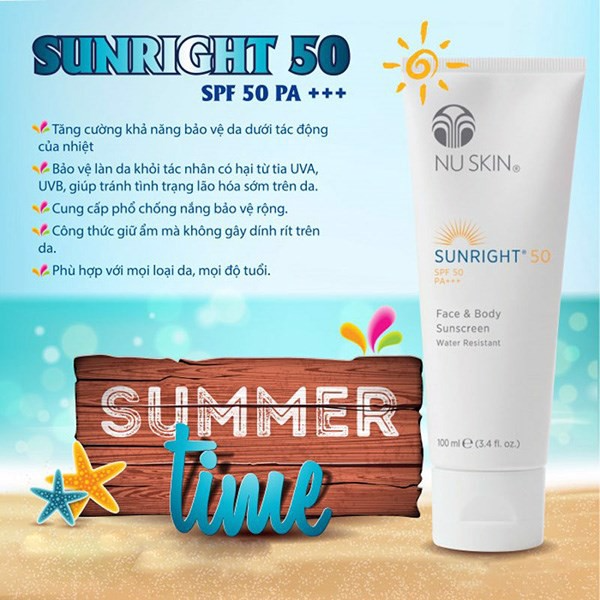 SUNRIGHT 50
SPF 50 PA +++
Tăng cường khả năng bảo vệ da dưới tác động
của nhiệt
Bảo vệ làn da khỏi tác nhân có hại từ tia UVA,
UVB, giúp tránh tình trạng lão hóa sớm trên da.
Cung cấp phổ chống nắng bảo vệ rộng.
Công thức giữ ẩm mà không gây dính rít trên
da.
Phù hợp với mọi loại da, mọi độ tuổi.
NU SKIN®
SUNRIGHT® 50
SPF 50
PA+++
Face & Body
Sunscreen
Water Resistant
100 ml e (3.4 fl. oz.)
SUMMER
time